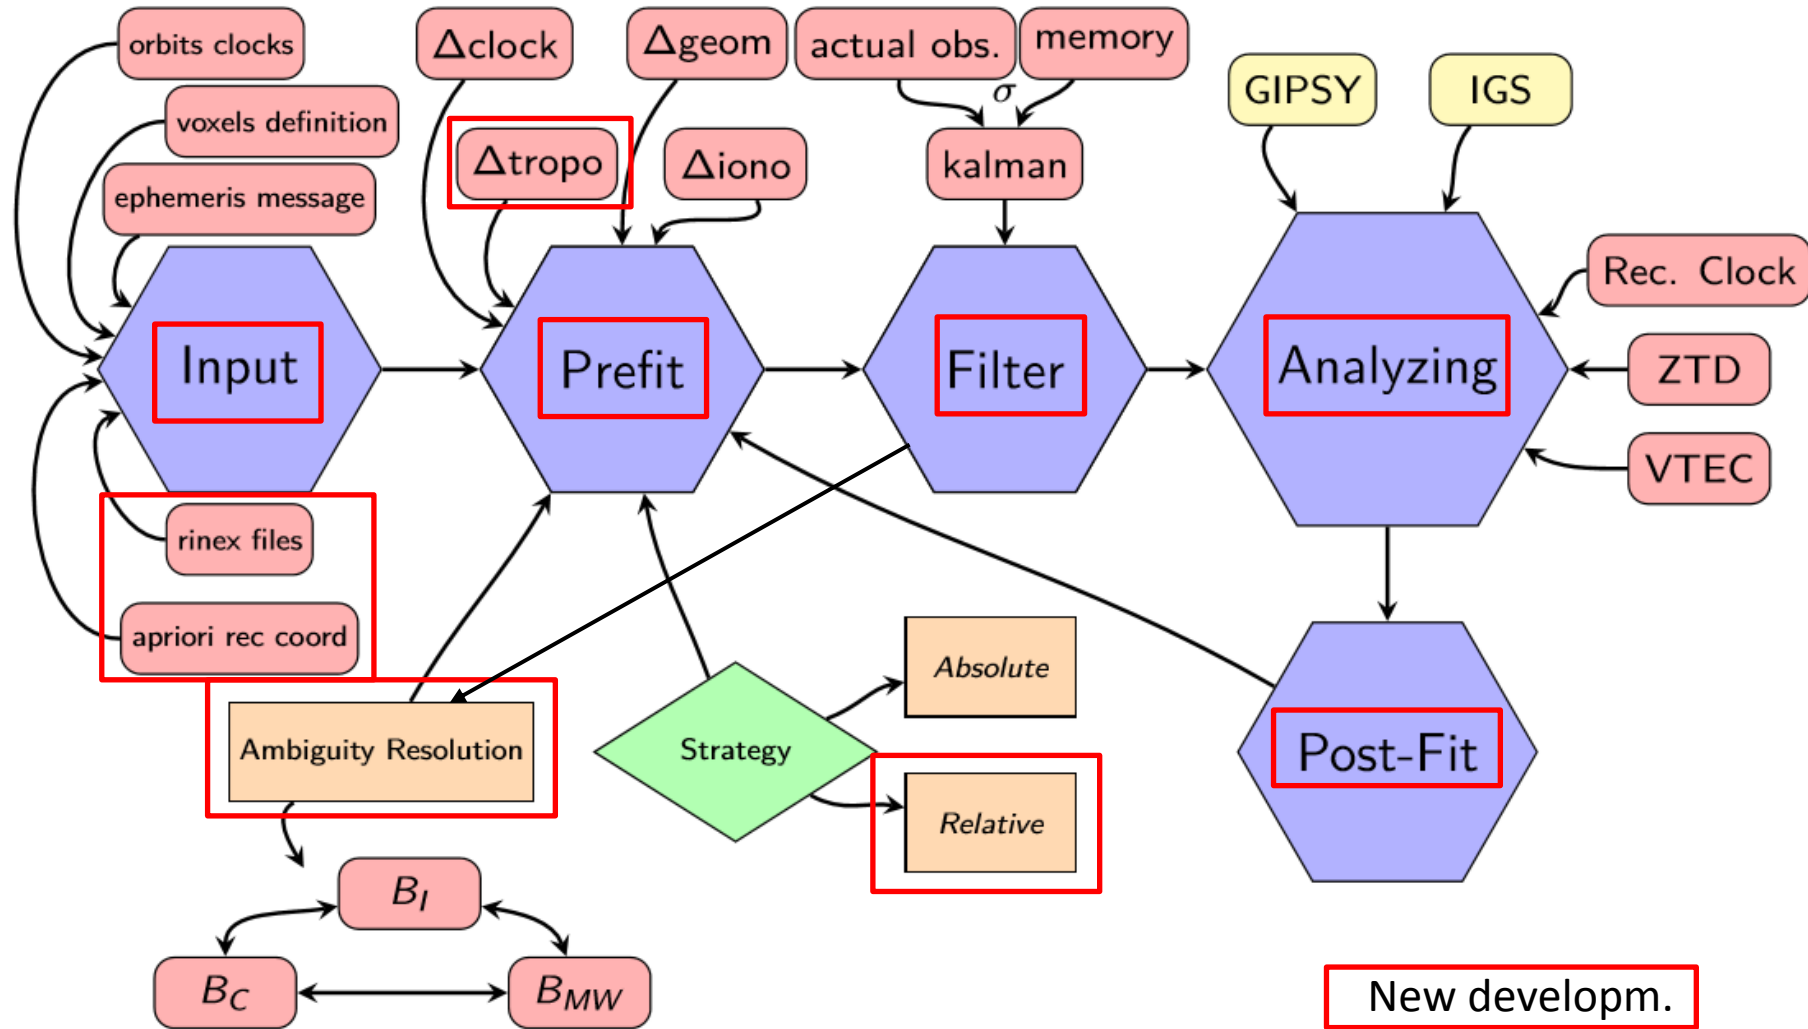 orbits clocks
Δclock
Δgeom
actual obs.
memory
σ
GIPSY
IGS
voxels definition
ephemeris message
Δtropo
Δiono
kalman
Rec. Clock
Input
Prefit
Filter
Analyzing
ZTD
VTEC
rinex files
apriori rec coord
Absolute
Ambiguity Resolution
Strategy
Post-Fit
Relative
B_I
B_C
B_MW
New developm.